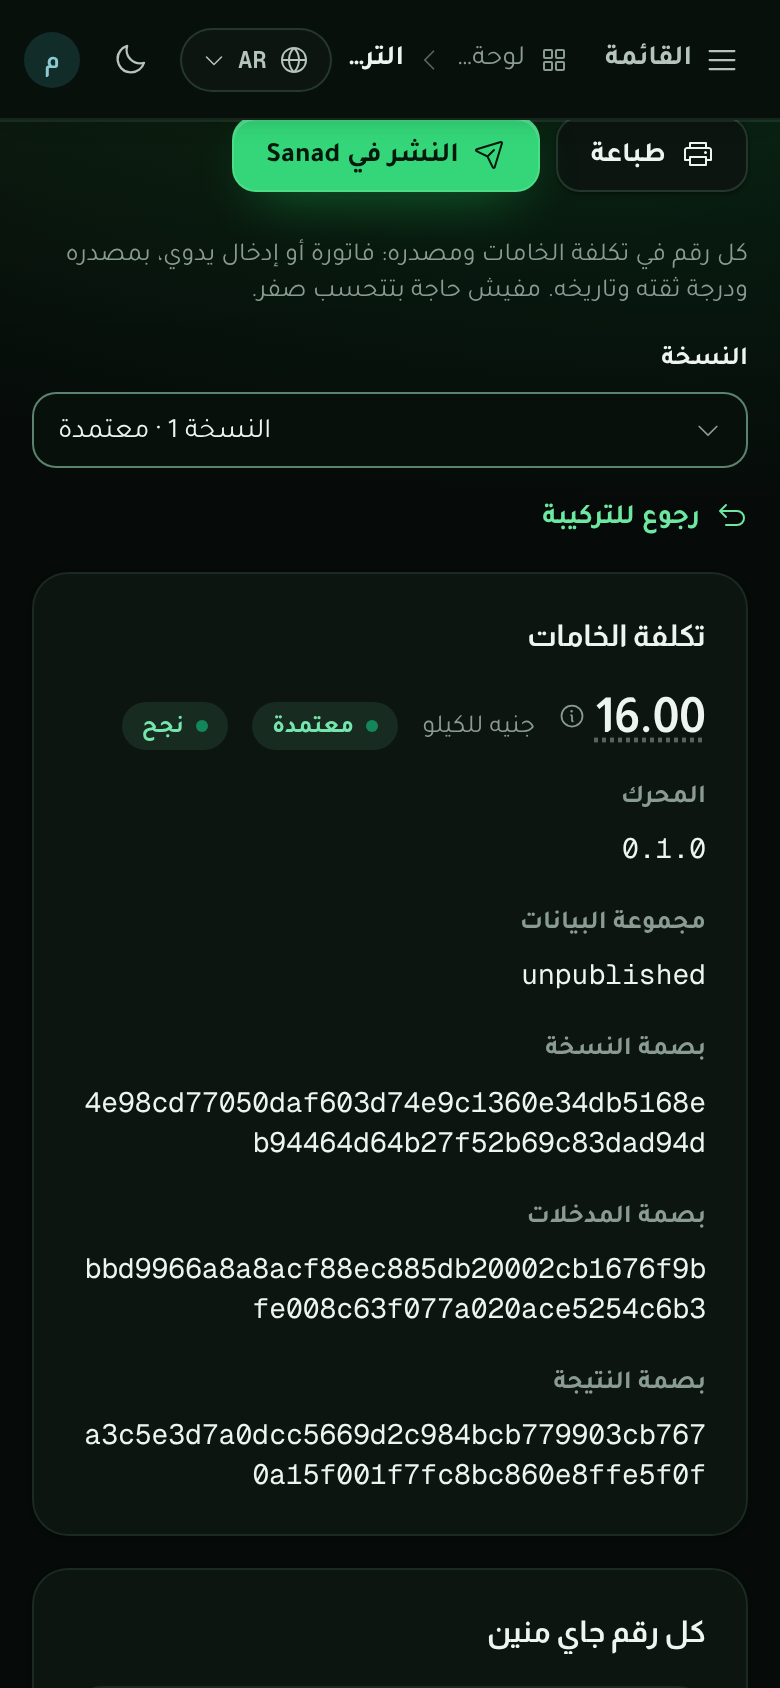 القائمة
لوحة...
التر...
AR
م
طباعة
النشر في Sanad
كل رقم في تكلفة الخامات ومصدره: فاتورة أو إدخال يدوي، بمصدره
ودرجة ثقته وتاريخه. مفيش حاجة بتتحسب صفر.
النسخة
النسخة 1 · معتمدة
رجوع للتركيبة
تكلفة الخامات
16.00 جنيه للكيلو معتمدة نجح
المحرك
0.1.0
مجموعة البيانات
unpublished
بصمة النسخة
4e98cd77050daf603d74e9c1360e34db5168e
b94464d64b27f52b69c83dad94d
بصمة المدخلات
bbd9966a8a8acf88ec885db20002cb1676f9b
fe008c63f077a020ace5254c6b3
بصمة النتيجة
a3c5e3d7a0dcc5669d2c984bcb779903cb767
0a15f001f7fc8bc860e8ffe5f0f
كل رقم جاي منين